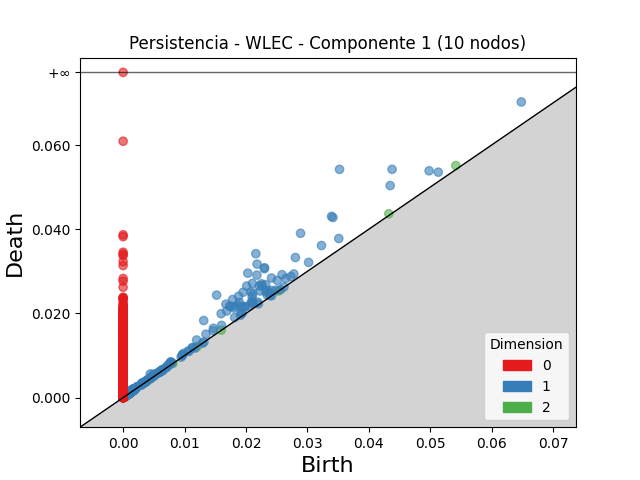 Persistencia - WLEC - Componente 1 (10 nodos)
+∞
0.060
0.040
0.020
0.000
Death
Dimension
0
1
2
0.00 0.01 0.02 0.03 0.04 0.05 0.06 0.07
Birth